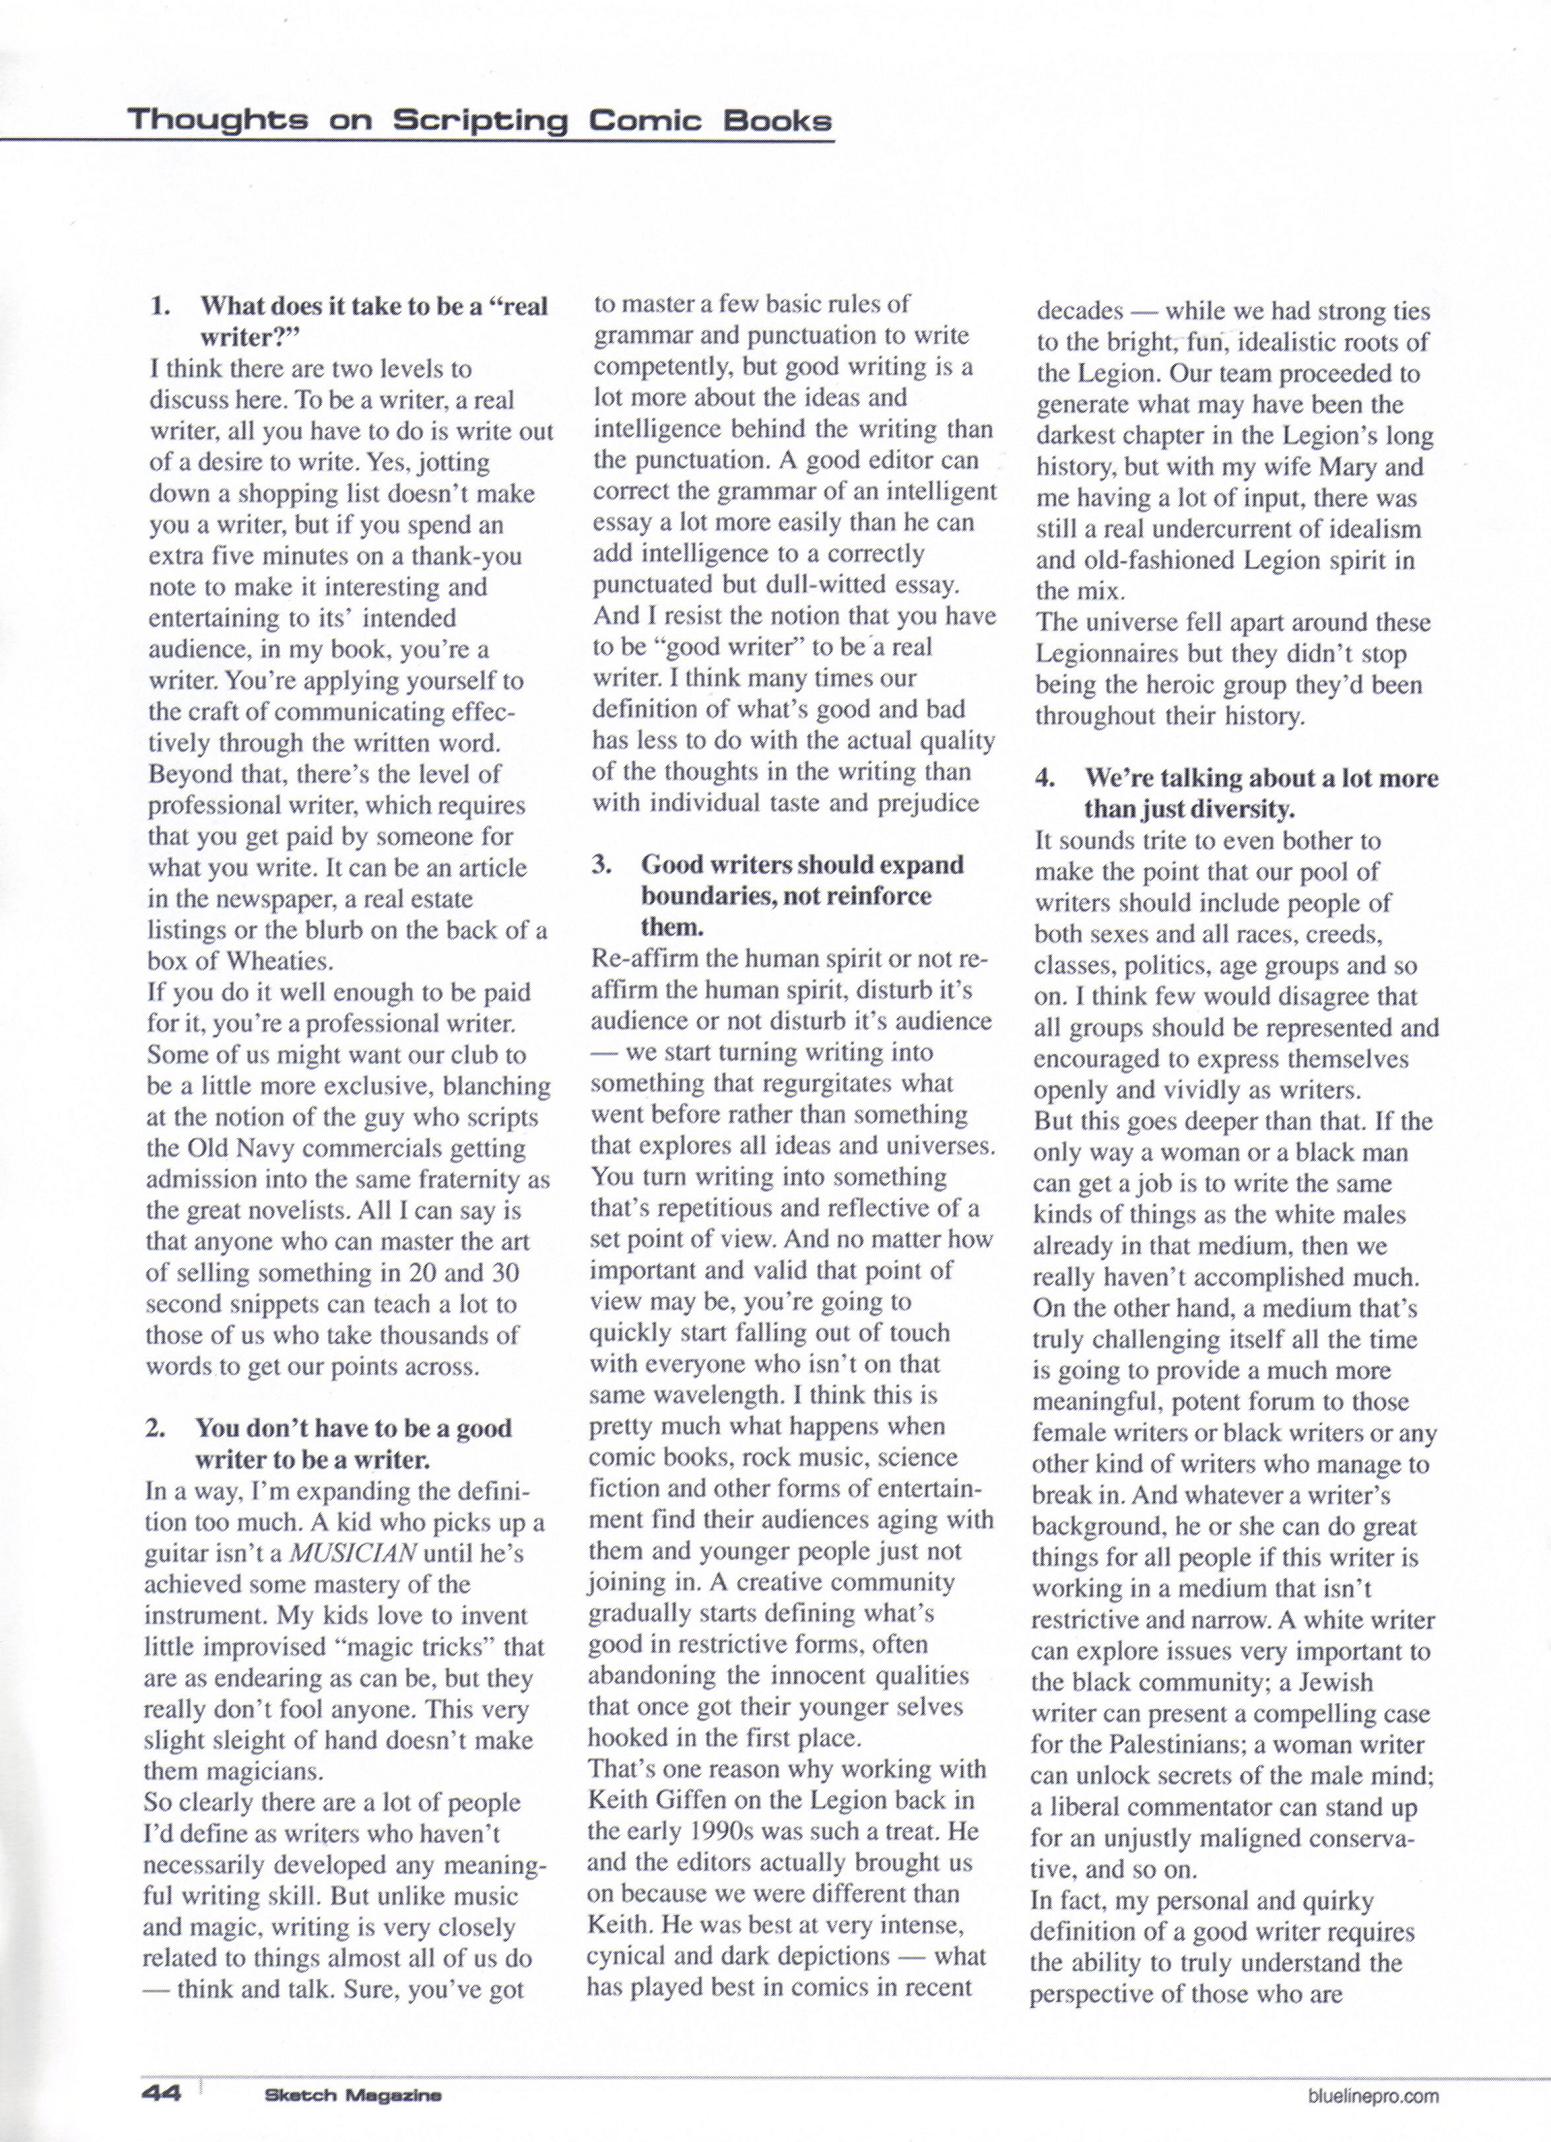 Thoughts on Scripting Comic Books
1. What does it take to be a “real
writer?”
I think there are two levels to
discuss here. To be a writer, a real
writer, all you have to do is write out
of a desire to write. Yes, jotting
down a shopping list doesn’t make
you a writer, but if you spend an
extra five minutes on a thank-you
note to make it interesting and
entertaining to its’ intended
audience, in my book, you’re a
writer. You’re applying yourself to
the craft of communicating effec-
tively through the written word.
Beyond that, there’s the level of
professional writer, which requires
that you get paid by someone for
what you write. It can be an article
in the newspaper, a real estate
listings or the blurb on the back of a
box of Wheaties.
If you do it well enough to be paid
for it, you’re a professional writer.
Some of us might want our club to
be a little more exclusive, blanching
at the notion of the guy who scripts
the Old Navy commercials getting
admission into the same fraternity as
the great novelists. All I can say is
that anyone who can master the art
of selling something in 20 and 30
second snippets can teach a lot to
those of us who take thousands of
words to get our points across.
2. You don’t have to be a good
writer to be a writer.
In a way, I’m expanding the defini-
tion too much. A kid who picks up a
guitar isn’t a MUSICIAN until he’s
achieved some mastery of the
instrument. My kids love to invent
little improvised “magic tricks” that
are as endearing as can be, but they
really don’t fool anyone. This very
slight sleight of hand doesn’t make
them magicians.
So clearly there are a lot of people
I’d define as writers who haven’t
necessarily developed any meaning-
ful writing skill. But unlike music
and magic, writing is very closely
related to things almost all of us do
— think and talk. Sure, you’ve got
to master a few basic rules of
grammar and punctuation to write
competently, but good writing is a
lot more about the ideas and
intelligence behind the writing than
the punctuation. A good editor can
correct the grammar of an intelligent
essay a lot more easily than he can
add intelligence to a correctly
punctuated but dull-witted essay.
And I resist the notion that you have
to be “good writer” to be a real
writer. I think many times our
definition of what’s good and bad
has less to do with the actual quality
of the thoughts in the writing than
with individual taste and prejudice
3. Good writers should expand
boundaries, not reinforce
them.
Re-affirm the human spirit or not re-
affirm the human spirit, disturb it’s
audience or not disturb it’s audience
— we start turning writing into
something that regurgitates what
went before rather than something
that explores all ideas and universes.
You turn writing into something
that’s repetitious and reflective of a
set point of view. And no matter how
important and valid that point of
view may be, you’re going to
quickly start falling out of touch
with everyone who isn’t on that
same wavelength. I think this is
pretty much what happens when
comic books, rock music, science
fiction and other forms of entertain-
ment find their audiences aging with
them and younger people just not
joining in. A creative community
gradually starts defining what’s
good in restrictive forms, often
abandoning the innocent qualities
that once got their younger selves
hooked in the first place.
That’s one reason why working with
Keith Giffen on the Legion back in
the early 1990s was such a treat. He
and the editors actually brought us
on because we were different than
Keith. He was best at very intense,
cynical and dark depictions — what
has played best in comics in recent
decades — while we had strong ties
to the bright, fun, idealistic roots of
the Legion. Our team proceeded to
generate what may have been the
darkest chapter in the Legion’s long
history, but with my wife Mary and
me having a lot of input, there was
still a real undercurrent of idealism
and old-fashioned Legion spirit in
the mix.
The universe fell apart around these
Legionnaires but they didn’t stop
being the heroic group they’d been
throughout their history.
4. We’re talking about a lot more
than just diversity.
It sounds trite to even bother to
make the point that our pool of
writers should include people of
both sexes and all races, creeds,
classes, politics, age groups and so
on. I think few would disagree that
all groups should be represented and
encouraged to express themselves
openly and vividly as writers.
But this goes deeper than that. If the
only way a woman or a black man
can get a job is to write the same
kinds of things as the white males
already in that medium, then we
really haven’t accomplished much.
On the other hand, a medium that’s
truly challenging itself all the time
is going to provide a much more
meaningful, potent forum to those
female writers or black writers or any
other kind of writers who manage to
break in. And whatever a writer’s
background, he or she can do great
things for all people if this writer is
working in a medium that isn’t
restrictive and narrow. A white writer
can explore issues very important to
the black community; a Jewish
writer can present a compelling case
for the Palestinians; a woman writer
can unlock secrets of the male mind;
a liberal commentator can stand up
for an unjustly maligned conserva-
tive, and so on.
In fact, my personal and quirky
definition of a good writer requires
the ability to truly understand the
perspective of those who are
44 Sketch Magazine bluelinepro.com